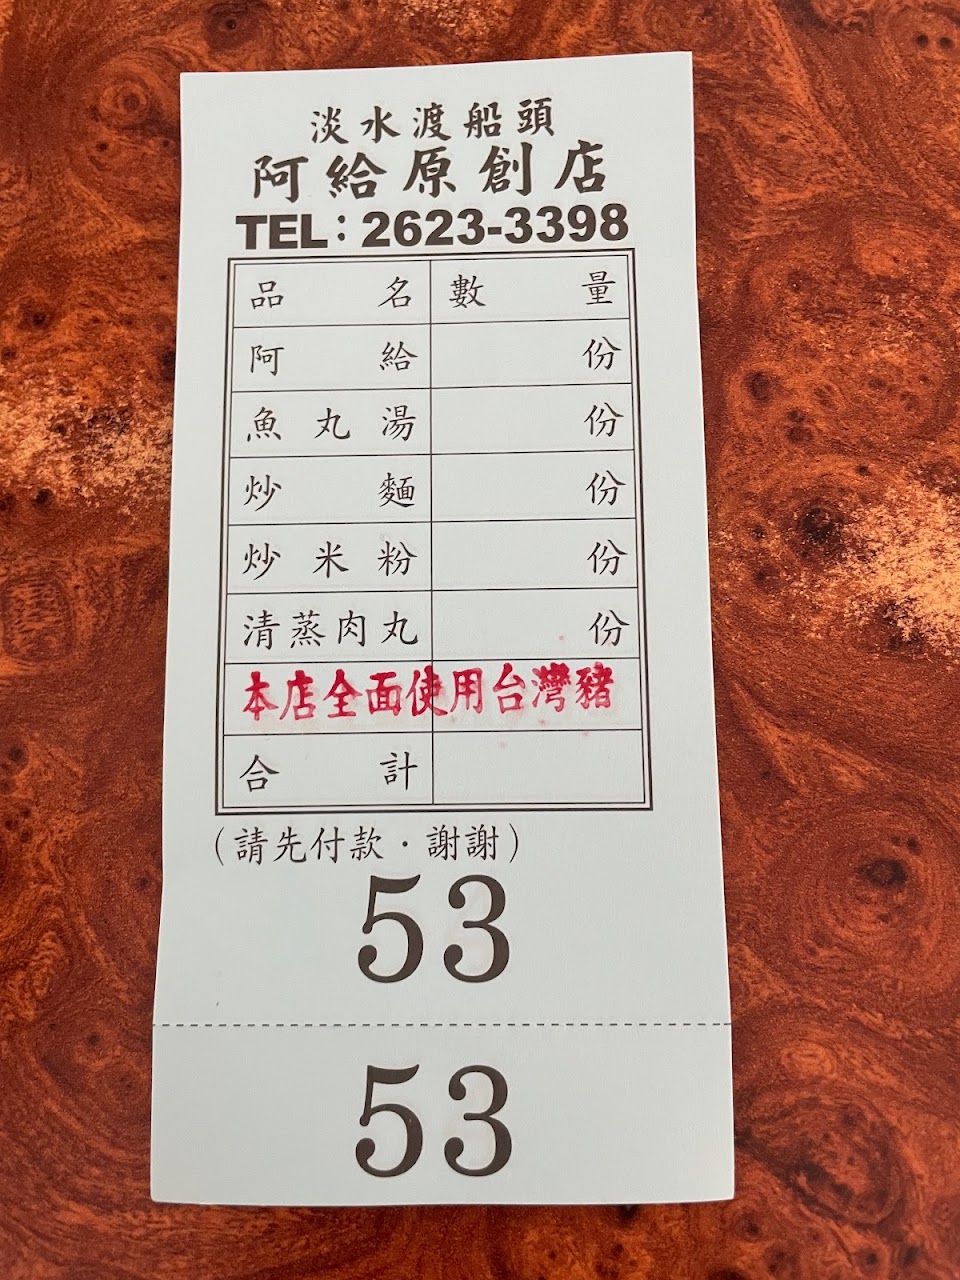 淡水渡船頭
阿給原創店
TEL：2623-3398
品名 數量
阿給 份
魚丸湯 份
炒麵 份
炒米粉 份
清蒸肉丸 份
本店全面使用台灣豬
合計
（請先付款．謝謝）
53
53